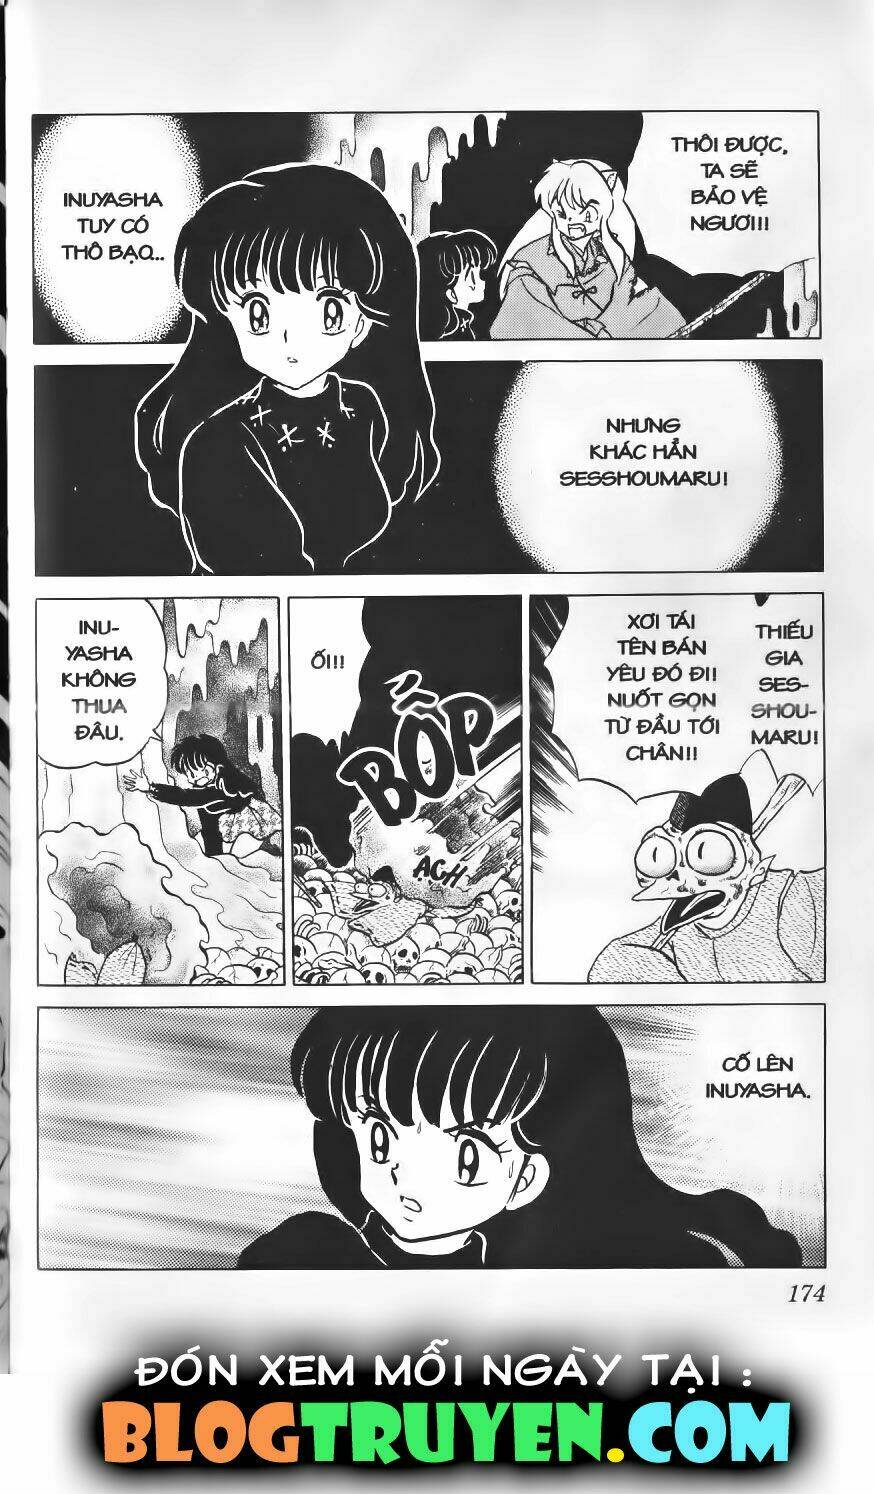 THÔI ĐƯỢC,
TA SẼ
BẢO VỆ
NGƯƠI!!!
INUYASHA
TUY CÓ
THÔ BẠO...
NHƯNG
KHÁC HẲN
SESSHOUMARU!
THIẾU
GIA
SES-
SHOU-
MARU!
XƠI TÁI
TÊN BÁN
YÊU ĐÓ ĐI!
NUỐT GỌN
TỪ ĐẦU TỚI
CHÂN!!
ỐI!!!
BỐP
ẠGH
INU-
YASHA
KHÔNG
THUA
ĐÂU.
CỐ LÊN
INUYASHA.
174
ĐÓN XEM MỖI NGÀY TẠI :
BLOGTRUYEN.COM